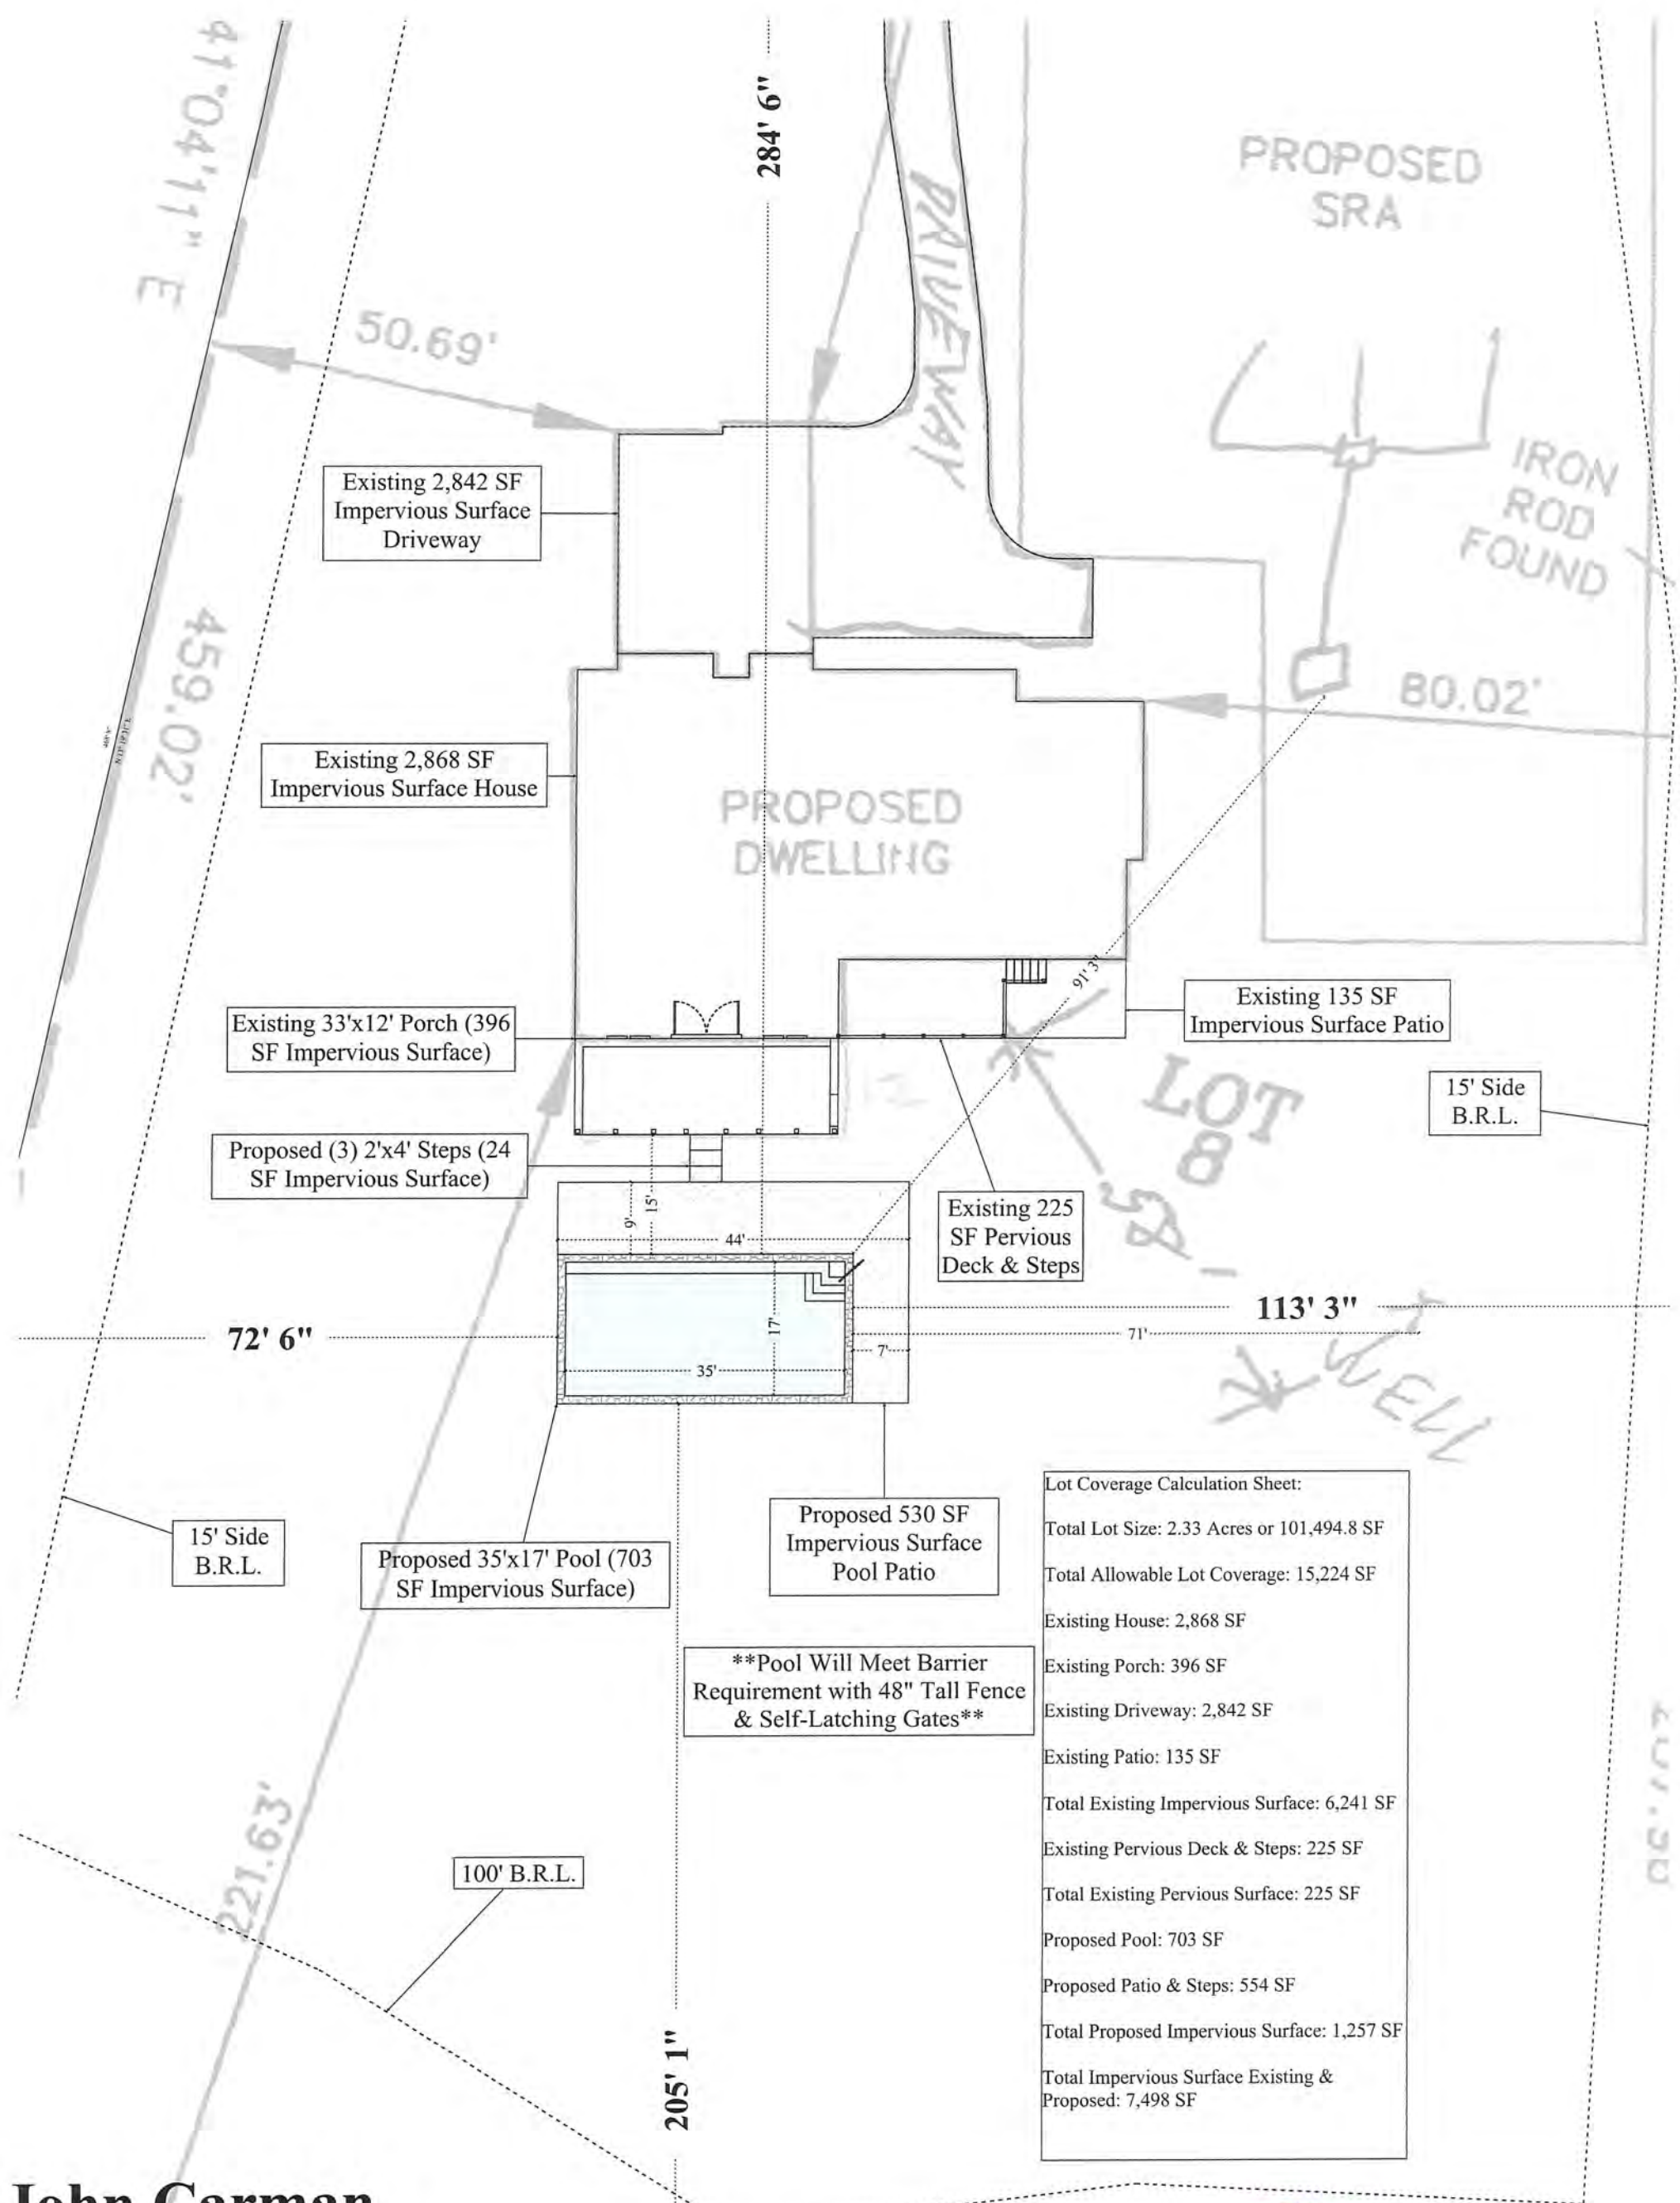 41°04'11" E
284' 6"
PROPOSED
SRA
DRIVEWAY
50.69'
IRON
ROD
FOUND
Existing 2,842 SF
Impervious Surface
Driveway
459.02'
80.02'
Existing 2,868 SF
Impervious Surface House
PROPOSED
DWELLING
91' 3"
Existing 33'x12' Porch (396
SF Impervious Surface)
Existing 135 SF
Impervious Surface Patio
LOT
8
15' Side
B.R.L.
Proposed (3) 2'x4' Steps (24
SF Impervious Surface)
9'
15'
44'
Existing 225
SF Pervious
Deck & Steps
72' 6"
113' 3"
71'
17'
7'
35'
WELL
15' Side
B.R.L.
Proposed 35'x17' Pool (703
SF Impervious Surface)
Proposed 530 SF
Impervious Surface
Pool Patio
**Pool Will Meet Barrier
Requirement with 48" Tall Fence
& Self-Latching Gates**
Lot Coverage Calculation Sheet:
Total Lot Size: 2.33 Acres or 101,494.8 SF
Total Allowable Lot Coverage: 15,224 SF
Existing House: 2,868 SF
Existing Porch: 396 SF
Existing Driveway: 2,842 SF
Existing Patio: 135 SF
Total Existing Impervious Surface: 6,241 SF
Existing Pervious Deck & Steps: 225 SF
Total Existing Pervious Surface: 225 SF
Proposed Pool: 703 SF
Proposed Patio & Steps: 554 SF
Total Proposed Impervious Surface: 1,257 SF
Total Impervious Surface Existing &
Proposed: 7,498 SF
221.63'
100' B.R.L.
205' 1"
John Carman